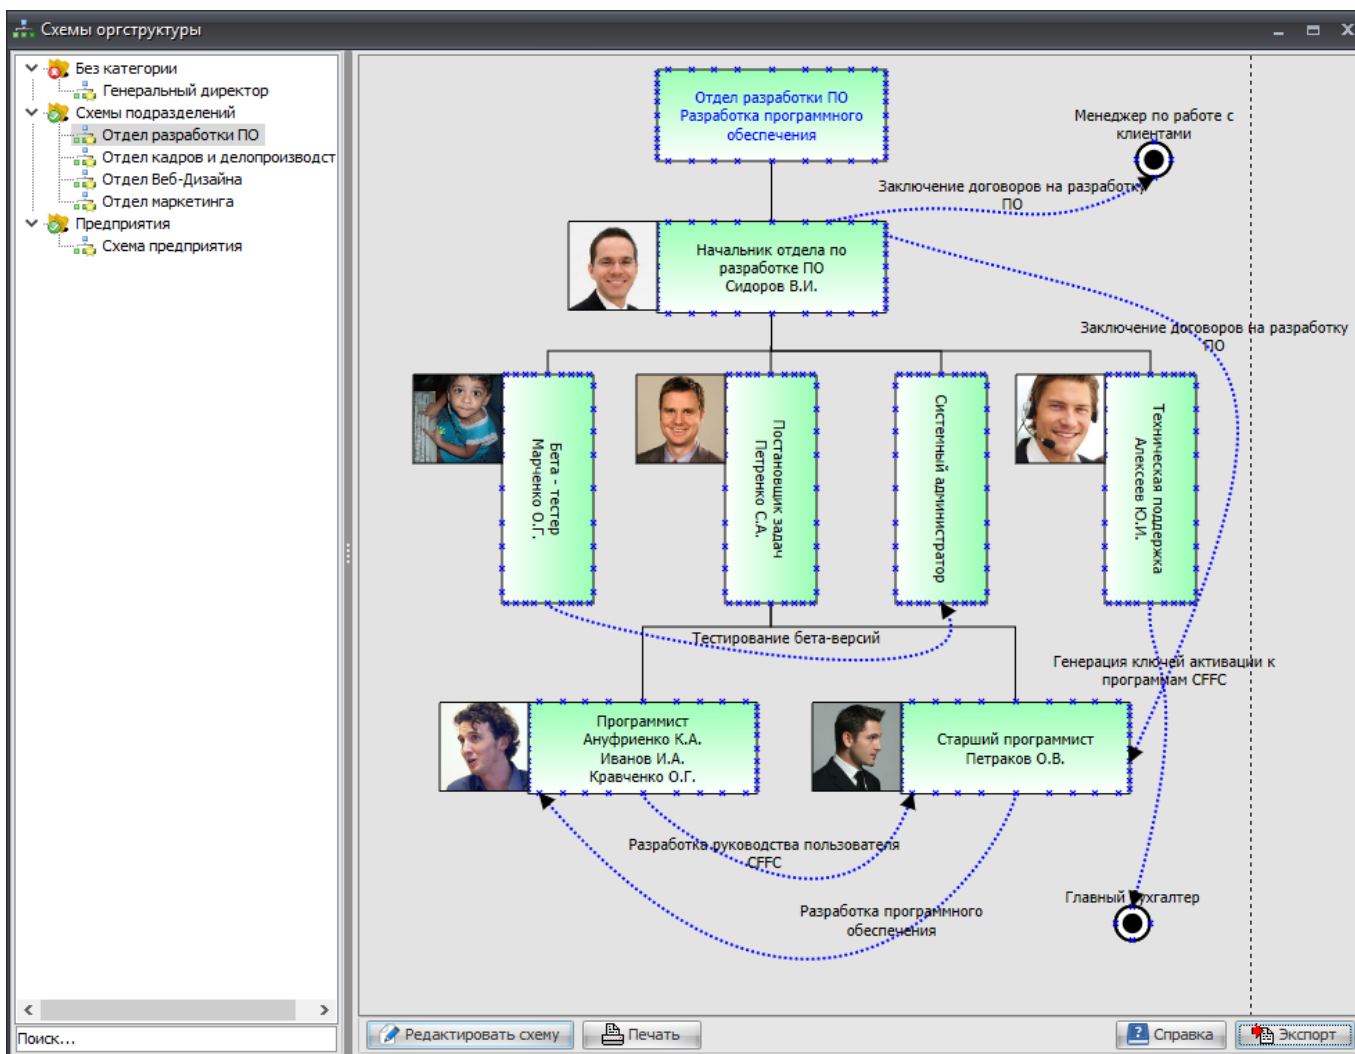 Схемы оргструктуры
Без категории
Генеральный директор
Схемы подразделений
Отдел разработки ПО
Отдел кадров и делопроизводст
Отдел Веб-Дизайна
Отдел маркетинга
Предприятия
Схема предприятия
Поиск...
Отдел разработки ПО
Разработка программного
обеспечения
Менеджер по работе с
клиентами
Заключение договоров на разработку
ПО
Начальник отдела по
разработке ПО
Сидоров В.И.
Заключение договоров на разработку
ПО
Бета - тестер
Марченко О.Г.
Постановщик задач
Петренко С.А.
Системный администратор
Техническая поддержка
Алексеев Ю.И.
Тестирование бета-версий
Генерация ключей активации к
программам CFFC
Программист
Ануфриенко К.А.
Иванов И.А.
Кравченко О.Г.
Старший программист
Петраков О.В.
Разработка руководства пользователя
CFFC
Разработка программного
обеспечения
Главный бухгалтер
Редактировать схему
Печать
Справка
Экспорт